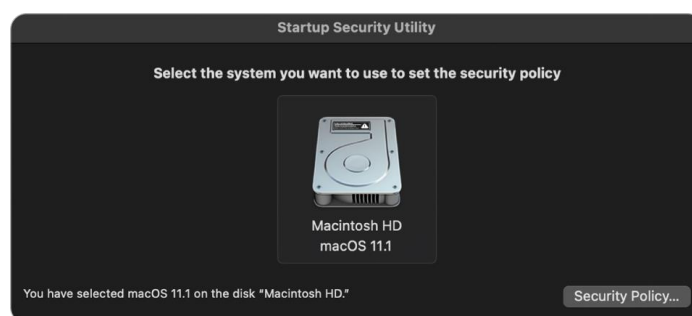 Startup Security Utility
Select the system you want to use to set the security policy
Macintosh HD
macOS 11.1
You have selected macOS 11.1 on the disk “Macintosh HD.”
Security Policy...